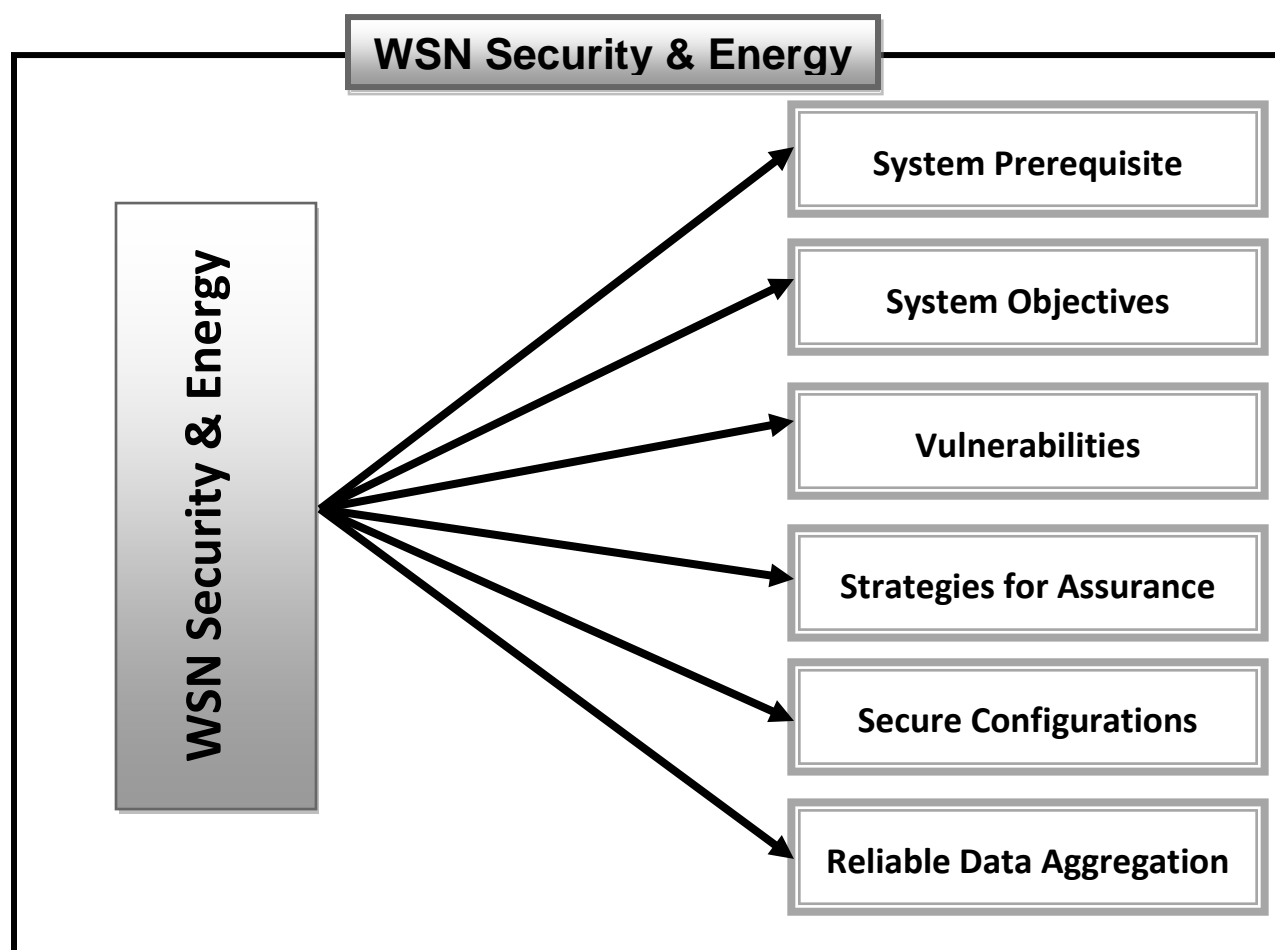 WSN Security & Energy
WSN Security & Energy
System Prerequisite
System Objectives
Vulnerabilities
Strategies for Assurance
Secure Configurations
Reliable Data Aggregation